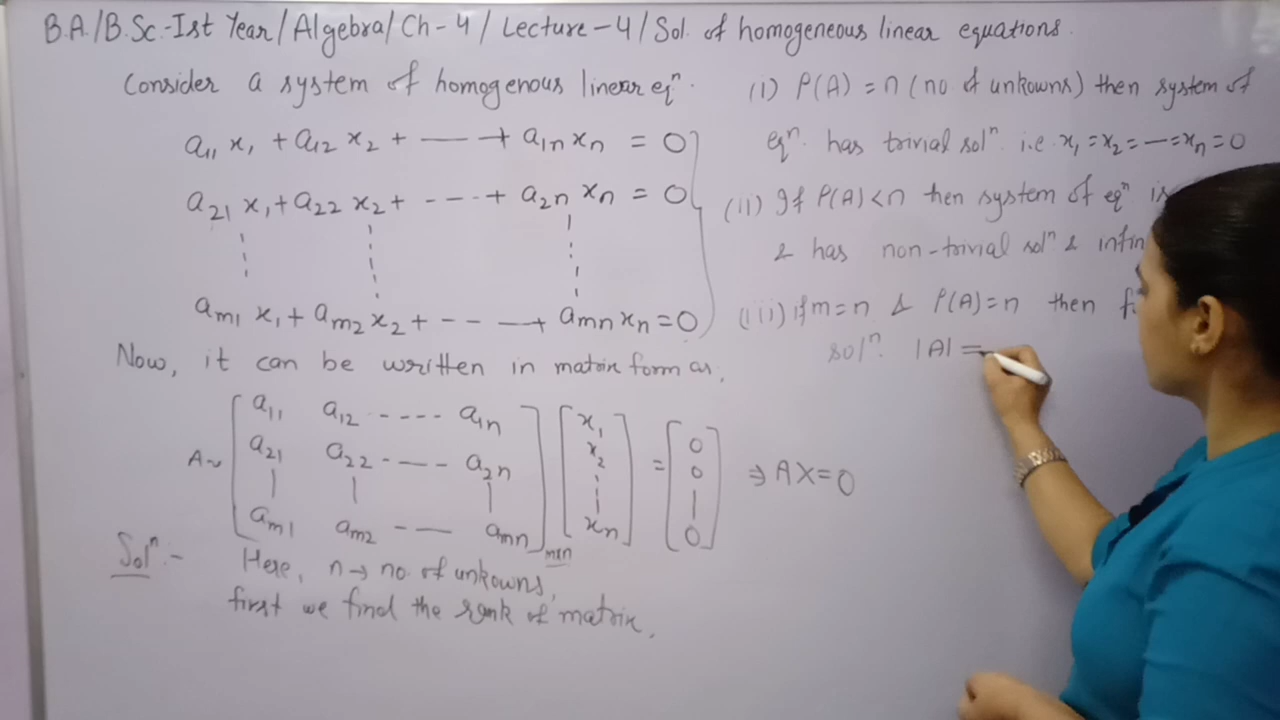 B.A./B.Sc.-Ist Year/Algebra/Ch-4/Lecture-4/Sol. of homogeneous linear equations.
Consider a system of homogenous linear eqⁿ.
a₁₁ x₁ + a₁₂ x₂ + —— + a₁ₙ xₙ = 0
a₂₁ x₁ + a₂₂ x₂ + ---- + a₂ₙ xₙ = 0
aₘ₁ x₁ + aₘ₂ x₂ + -- — + aₘₙ xₙ = 0
Now, it can be written in matrix form as,
A ~ [a₁₁ a₁₂ ---- a₁ₙ] [x₁] = [0] ⇒ AX = 0
a₂₁ a₂₂ -—-- a₂ₙ x₂ 0
aₘ₁ aₘ₂ -- — aₘₙ xₙ 0
m×n
Solⁿ :- Here, n → no. of unkowns,
first we find the rank of matrix,
(i) ρ(A) = n (no of unkowns) then system of
eqⁿ. has trivial solⁿ. i.e. x₁ = x₂ = -— = xₙ = 0
(ii) If ρ(A) < n then system of eqⁿ is
& has non-trivial solⁿ &
(iii) if m = n & ρ(A) = n then
solⁿ. |A| =